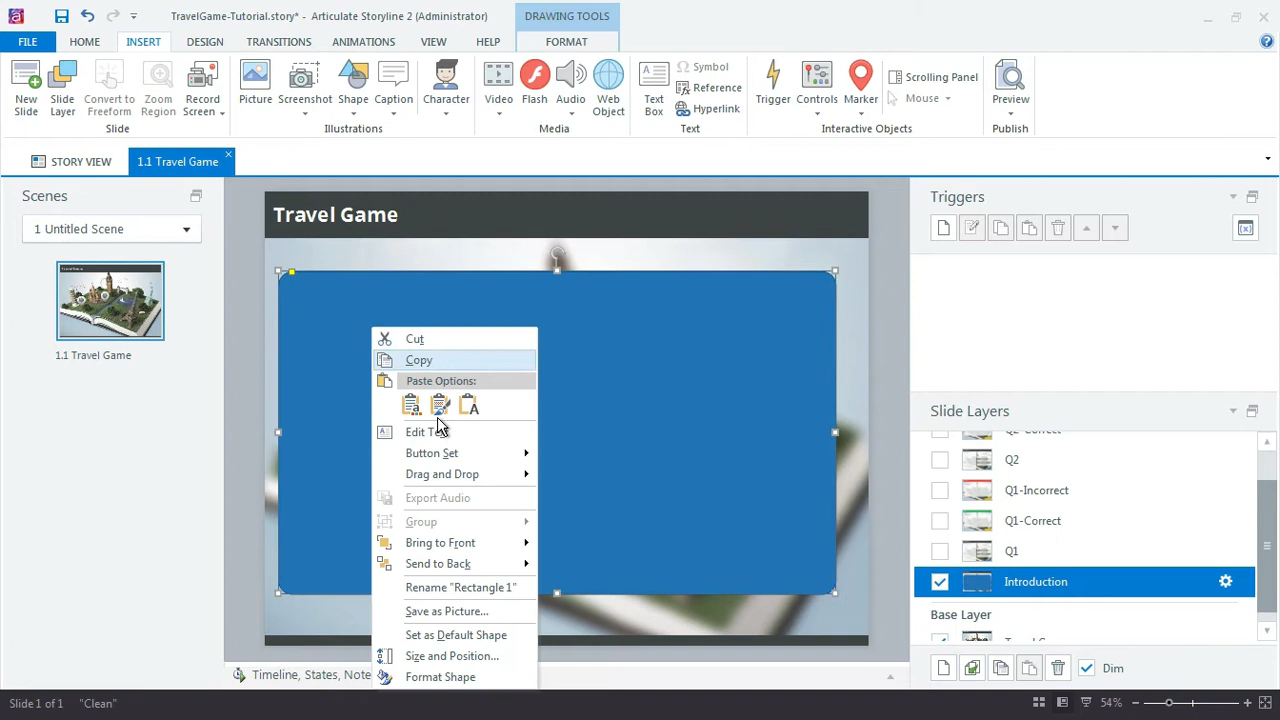 TravelGame-Tutorial.story* - Articulate Storyline 2 (Administrator)
DRAWING TOOLS
FILE
HOME
INSERT
DESIGN
TRANSITIONS
ANIMATIONS
VIEW
HELP
FORMAT
New Slide
Slide Layer
Convert to Freeform
Zoom Region
Record Screen
Slide
Picture
Screenshot
Shape
Caption
Illustrations
Character
Video
Flash
Audio
Web Object
Media
Text Box
Symbol
Reference
Hyperlink
Text
Trigger
Controls
Marker
Scrolling Panel
Mouse
Interactive Objects
Preview
Publish
STORY VIEW
1.1 Travel Game
Scenes
1 Untitled Scene
1.1 Travel Game
Travel Game
Cut
Copy
Paste Options:
Edit
Button Set
Drag and Drop
Export Audio
Group
Bring to Front
Send to Back
Rename "Rectangle 1"
Save as Picture...
Set as Default Shape
Size and Position...
Format Shape
Timeline, States, Note
Triggers
Slide Layers
Q2-Correct
Q2
Q1-Incorrect
Q1-Correct
Q1
Introduction
Base Layer
Dim
Slide 1 of 1
"Clean"
54%